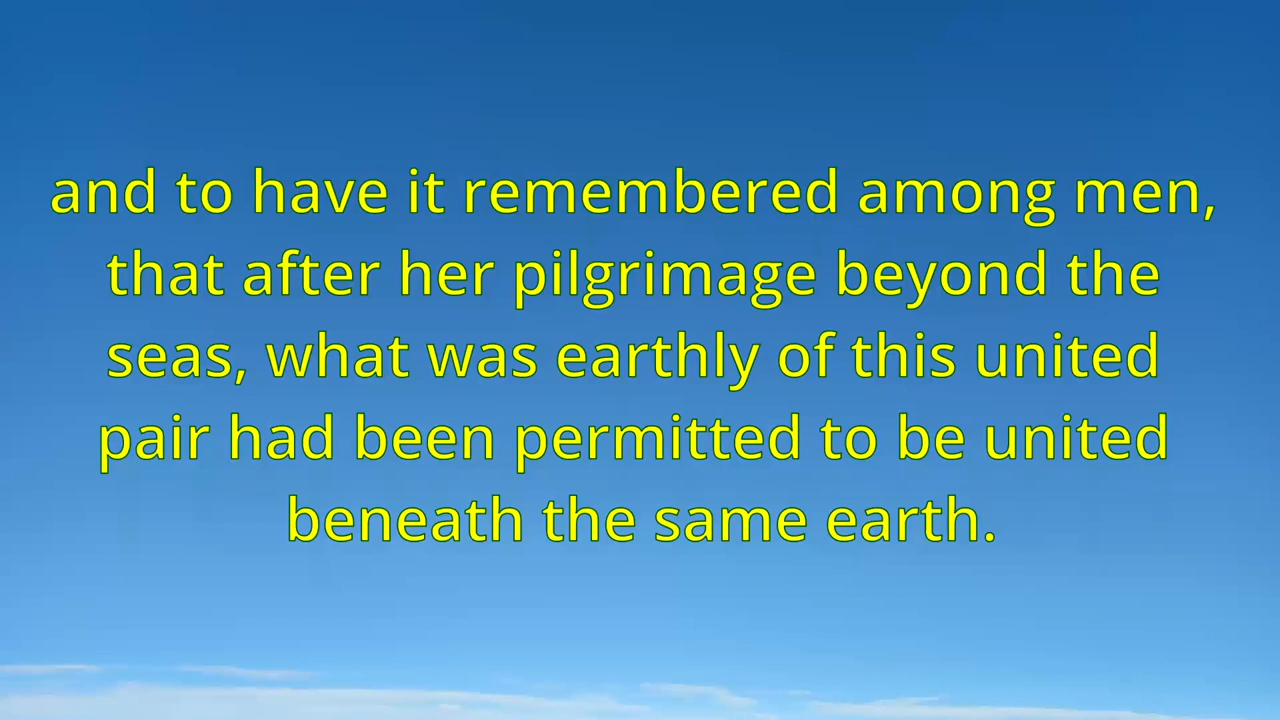 and to have it remembered among men,
that after her pilgrimage beyond the
seas, what was earthly of this united
pair had been permitted to be united
beneath the same earth.